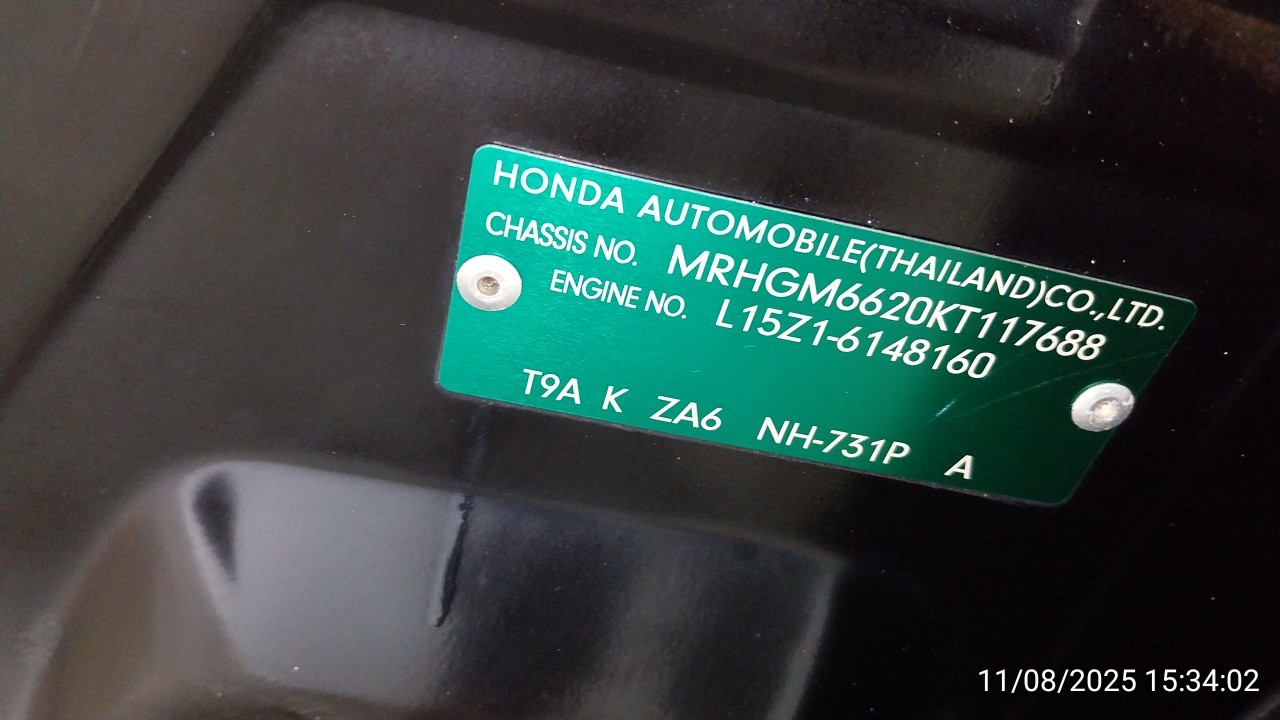 HONDA AUTOMOBILE(THAILAND)CO.,LTD.
CHASSIS NO. MRHGM6620KT117688
ENGINE NO. L15Z1-6148160
T9A K ZA6 NH-731P A
11/08/2025 15:34:02